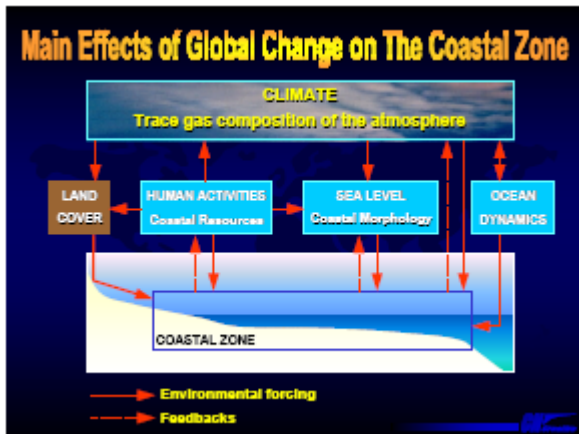 Main Effects of Global Change on The Coastal Zone
CLIMATE
Trace gas composition of the atmosphere
LAND
COVER
HUMAN ACTIVITIES
Coastal Resources
SEA LEVEL
Coastal Morphology
OCEAN
DYNAMICS
COASTAL ZONE
Environmental forcing
Feedbacks